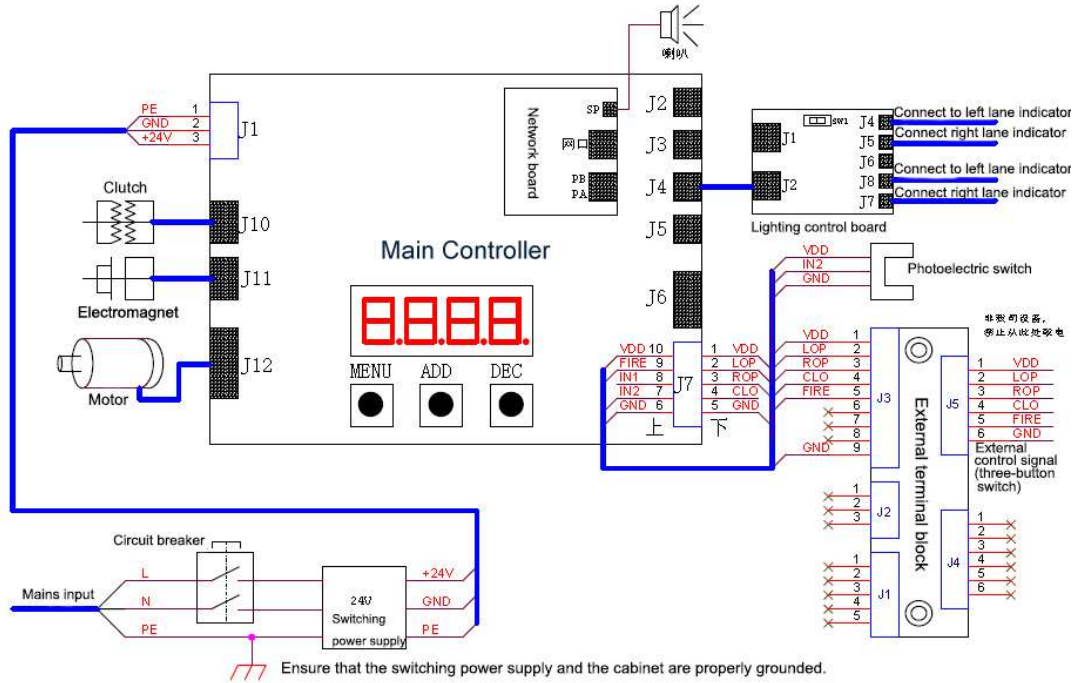 喇叭
PE 1
GND 2
+24V 3
J1
Clutch
J10
Electromagnet
J11
Motor
J12
Main Controller
MENU
ADD
DEC
Network board
SP
网口
PB
PA
J2
J3
J4
J5
J6
VDD 10
FIRE 9
IN1 8
IN2 7
GND 6
J7
1 VDD
2 LOP
3 ROP
4 CLO
5 GND
上
下
SW1
J1
J2
J4
J5
J6
J8
J7
Connect to left lane indicator
Connect right lane indicator
Connect to left lane indicator
Connect right lane indicator
Lighting control board
VDD
IN2
GND
Photoelectric switch
非我司设备,
禁止从此处取电
VDD 1
LOP 2
ROP 3
CLO 4
FIRE 5
6
7
8
GND 9
J3
1
2
3
J2
1
2
3
4
5
J1
External terminal block
J5
1 VDD
2 LOP
3 ROP
4 CLO
5 FIRE
6 GND
External
control signal
(three-button
switch)
J4
1
2
3
4
5
6
Circuit breaker
Mains input
L
N
PE
24V
Switching
power supply
+24V
GND
PE
Ensure that the switching power supply and the cabinet are properly grounded.